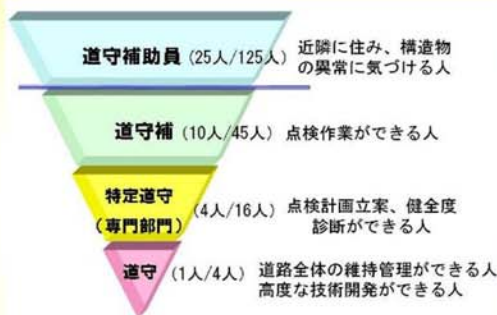 道守補助員 (25人/125人) 近隣に住み、構造物
の異常に気づける人
道守補 (10人/45人) 点検作業ができる人
特定道守
(専門部門)
(4人/16人) 点検計画立案、健全度
診断ができる人
道守 (1人/4人) 道路全体の維持管理ができる人
高度な技術開発ができる人